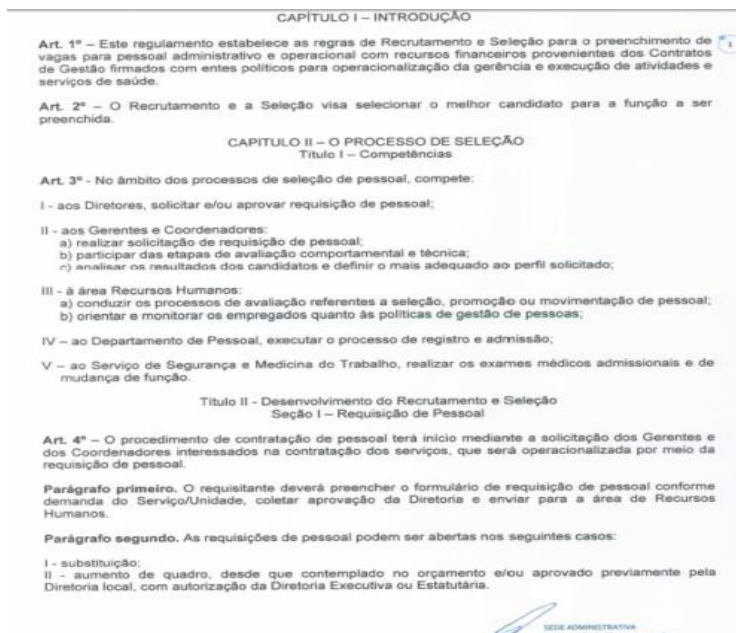 CAPÍTULO I – INTRODUÇÃO
Art. 1º – Este regulamento estabelece as regras de Recrutamento e Seleção para o preenchimento de
vagas para pessoal administrativo e operacional com recursos financeiros provenientes dos Contratos
de Gestão firmados com entes políticos para operacionalização da gerência e execução de atividades e
serviços de saúde.
Art. 2º – O Recrutamento e a Seleção visa selecionar o melhor candidato para a função a ser
preenchida.
CAPITULO II – O PROCESSO DE SELEÇÃO
Título I – Competências
Art. 3º - No âmbito dos processos de seleção de pessoal, compete:
I - aos Diretores, solicitar e/ou aprovar requisição de pessoal;
II - aos Gerentes e Coordenadores:
a) realizar solicitação de requisição de pessoal;
b) participar das etapas de avaliação comportamental e técnica;
c) analisar os resultados dos candidatos e definir o mais adequado ao perfil solicitado;
III - à área Recursos Humanos:
a) conduzir os processos de avaliação referentes a seleção, promoção ou movimentação de pessoal;
b) orientar e monitorar os empregados quanto às políticas de gestão de pessoas;
IV – ao Departamento de Pessoal, executar o processo de registro e admissão;
V – ao Serviço de Segurança e Medicina do Trabalho, realizar os exames médicos admissionais e de
mudança de função.
Título II - Desenvolvimento do Recrutamento e Seleção
Seção I – Requisição de Pessoal
Art. 4º – O procedimento de contratação de pessoal terá início mediante a solicitação dos Gerentes e
dos Coordenadores interessados na contratação dos serviços, que será operacionalizada por meio da
requisição de pessoal.
Parágrafo primeiro. O requisitante deverá preencher o formulário de requisição de pessoal conforme
demanda do Serviço/Unidade, coletar aprovação da Diretoria e enviar para a área de Recursos
Humanos.
Parágrafo segundo. As requisições de pessoal podem ser abertas nos seguintes casos:
I - substituição;
II - aumento de quadro, desde que contemplado no orçamento e/ou aprovado previamente pela
Diretoria local, com autorização da Diretoria Executiva ou Estatutária.
SEDE ADMINISTRATIVA